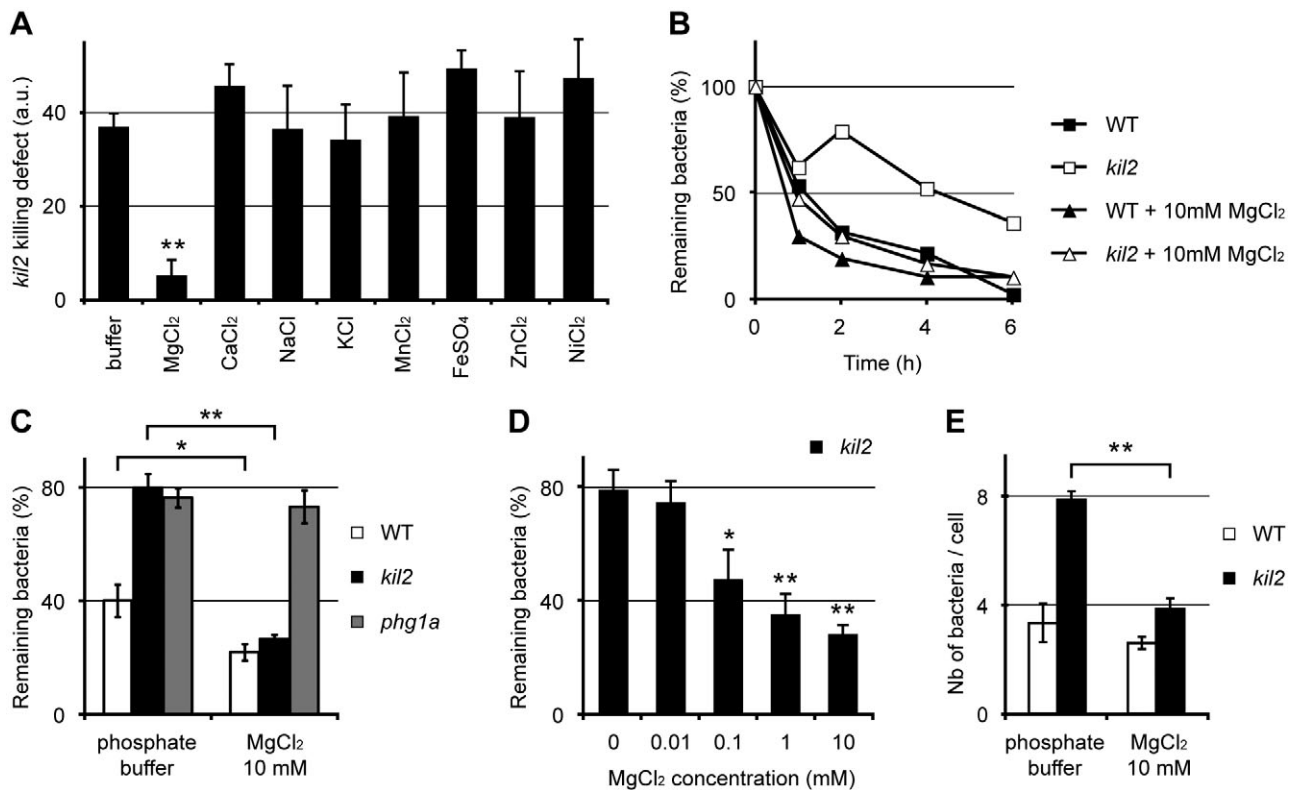 A
kil2 killing defect (a.u.)
40
20
0
**
buffer
MgCl₂
CaCl₂
NaCl
KCl
MnCl₂
FeSO₄
ZnCl₂
NiCl₂
B
Remaining bacteria (%)
100
50
0
0 2 4 6
Time (h)
WT
kil2
WT + 10mM MgCl₂
kil2 + 10mM MgCl₂
C
**
*
Remaining bacteria (%)
80
40
0
phosphate
buffer
MgCl₂
10 mM
WT
kil2
phg1a
D
kil2
Remaining bacteria (%)
80
40
0
*
**
**
0 0.01 0.1 1 10
MgCl₂ concentration (mM)
E
**
Nb of bacteria / cell
8
4
0
phosphate
buffer
MgCl₂
10 mM
WT
kil2